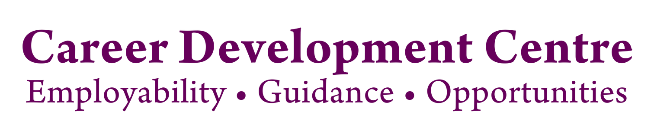 Career Development Centre
Employability • Guidance • Opportunities